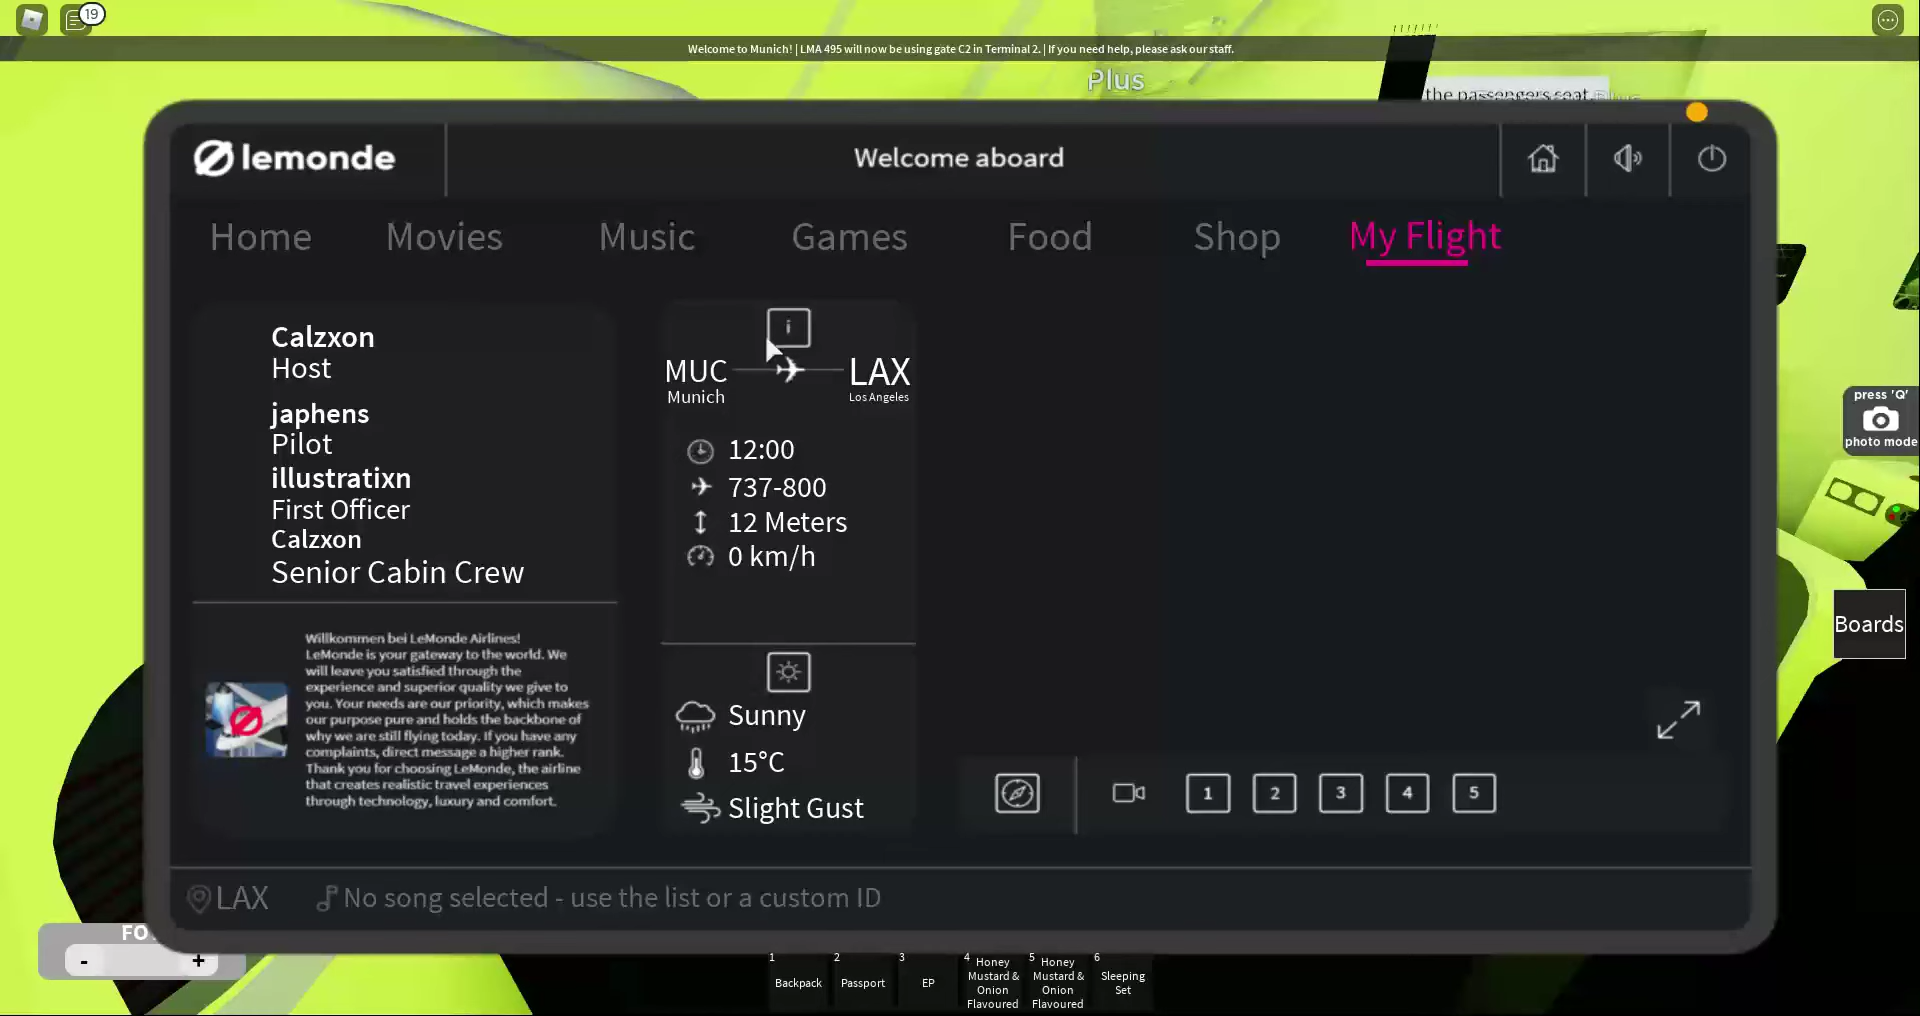 19
Welcome to Munich! | LMA 495 will now be using gate C2 in Terminal 2. | If you need help, please ask our staff.
Plus
the passengers seat.
lemonde
Welcome aboard
Home Movies Music Games Food Shop My Flight
Calzxon
Host
japhens
Pilot
illustratixn
First Officer
Calzxon
Senior Cabin Crew
Willkommen bei LeMonde Airlines!
LeMonde is your gateway to the world. We
will leave you satisfied through the
experience and superior quality we give to
you. Your needs are our priority, which makes
our purpose pure and holds the backbone of
why we are still flying today. If you have any
complaints, direct message a higher rank.
Thank you for choosing LeMonde, the airline
that creates realistic travel experiences
through technology, luxury and comfort.
i
MUC LAX
Munich Los Angeles
12:00
737-800
12 Meters
0 km/h
Sunny
15°C
Slight Gust
1 2 3 4 5
press 'Q'
photo mode
Boards
LAX No song selected - use the list or a custom ID
FO
- +
1 Backpack
2 Passport
3 EP
4 Honey
Mustard &
Onion
Flavoured
5 Honey
Mustard &
Onion
Flavoured
6 Sleeping
Set